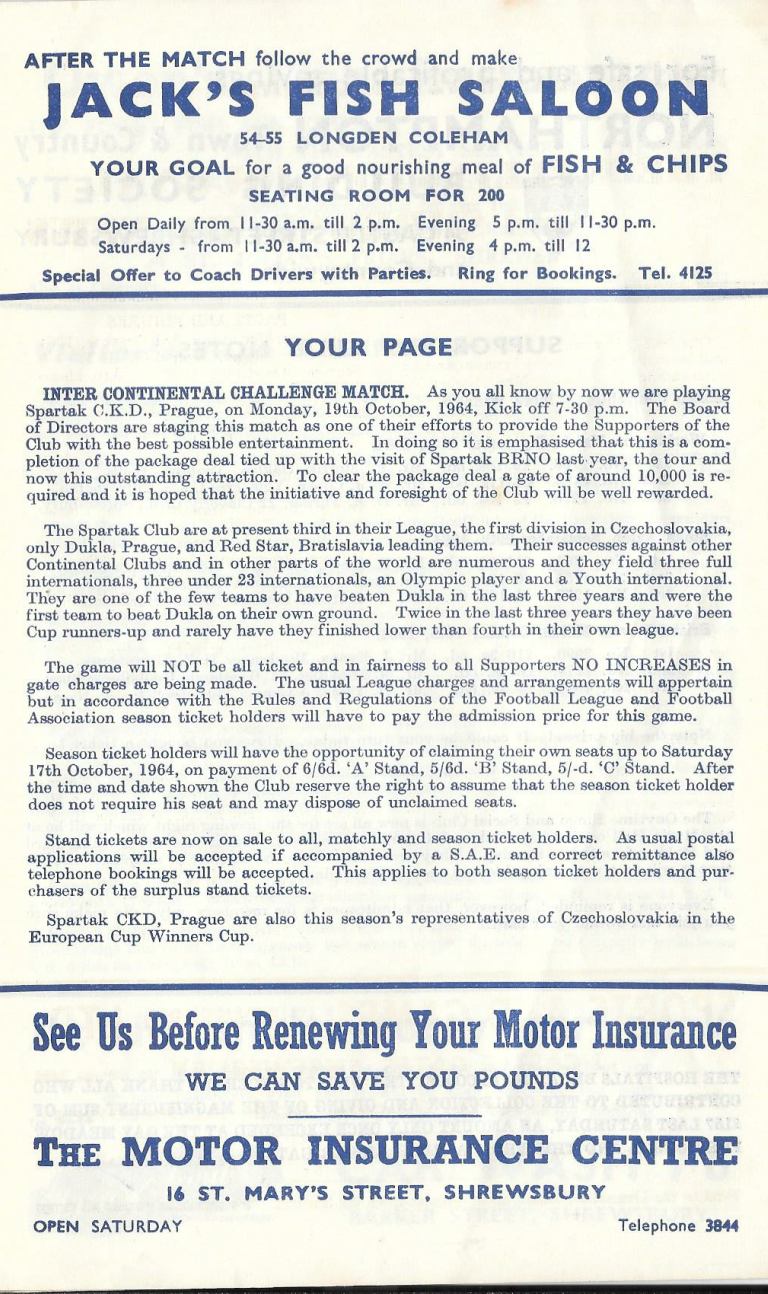 AFTER THE MATCH follow the crowd and make
JACK'S FISH SALOON
54-55 LONGDEN COLEHAM
YOUR GOAL for a good nourishing meal of FISH & CHIPS
SEATING ROOM FOR 200
Open Daily from 11-30 a.m. till 2 p.m. Evening 5 p.m. till 11-30 p.m.
Saturdays - from 11-30 a.m. till 2 p.m. Evening 4 p.m. till 12
Special Offer to Coach Drivers with Parties. Ring for Bookings. Tel. 4125
YOUR PAGE
INTER CONTINENTAL CHALLENGE MATCH. As you all know by now we are playing
Spartak C.K.D., Prague, on Monday, 19th October, 1964, Kick off 7-30 p.m. The Board
of Directors are staging this match as one of their efforts to provide the Supporters of the
Club with the best possible entertainment. In doing so it is emphasised that this is a com-
pletion of the package deal tied up with the visit of Spartak BRNO last year, the tour and
now this outstanding attraction. To clear the package deal a gate of around 10,000 is re-
quired and it is hoped that the initiative and foresight of the Club will be well rewarded.
The Spartak Club are at present third in their League, the first division in Czechoslovakia,
only Dukla, Prague, and Red Star, Bratislavia leading them. Their successes against other
Continental Clubs and in other parts of the world are numerous and they field three full
internationals, three under 23 internationals, an Olympic player and a Youth international.
They are one of the few teams to have beaten Dukla in the last three years and were the
first team to beat Dukla on their own ground. Twice in the last three years they have been
Cup runners-up and rarely have they finished lower than fourth in their own league.
The game will NOT be all ticket and in fairness to all Supporters NO INCREASES in
gate charges are being made. The usual League charges and arrangements will appertain
but in accordance with the Rules and Regulations of the Football League and Football
Association season ticket holders will have to pay the admission price for this game.
Season ticket holders will have the opportunity of claiming their own seats up to Saturday
17th October, 1964, on payment of 6/6d. 'A' Stand, 5/6d. 'B' Stand, 5/-d. 'C' Stand. After
the time and date shown the Club reserve the right to assume that the season ticket holder
does not require his seat and may dispose of unclaimed seats.
Stand tickets are now on sale to all, matchly and season ticket holders. As usual postal
applications will be accepted if accompanied by a S.A.E. and correct remittance also
telephone bookings will be accepted. This applies to both season ticket holders and pur-
chasers of the surplus stand tickets.
Spartak CKD, Prague are also this season's representatives of Czechoslovakia in the
European Cup Winners Cup.
See Us Before Renewing Your Motor Insurance
WE CAN SAVE YOU POUNDS
THE MOTOR INSURANCE CENTRE
16 ST. MARY'S STREET, SHREWSBURY
OPEN SATURDAY Telephone 3844